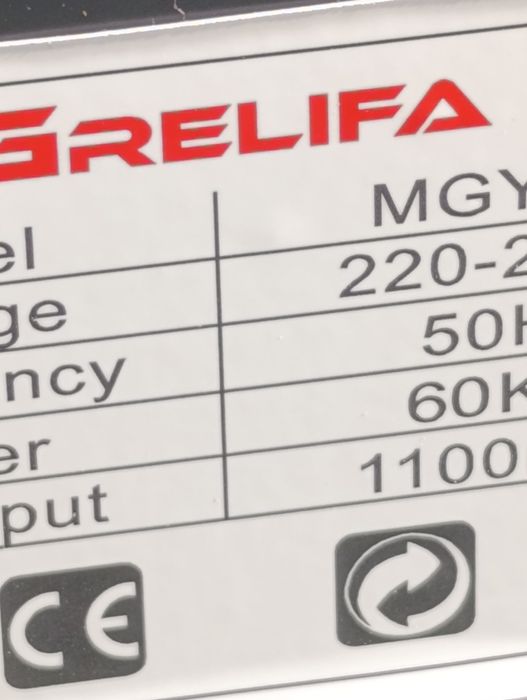 GRELIFA
el MGY
ge 220-2
ncy 50H
er 60K
put 1100
CE